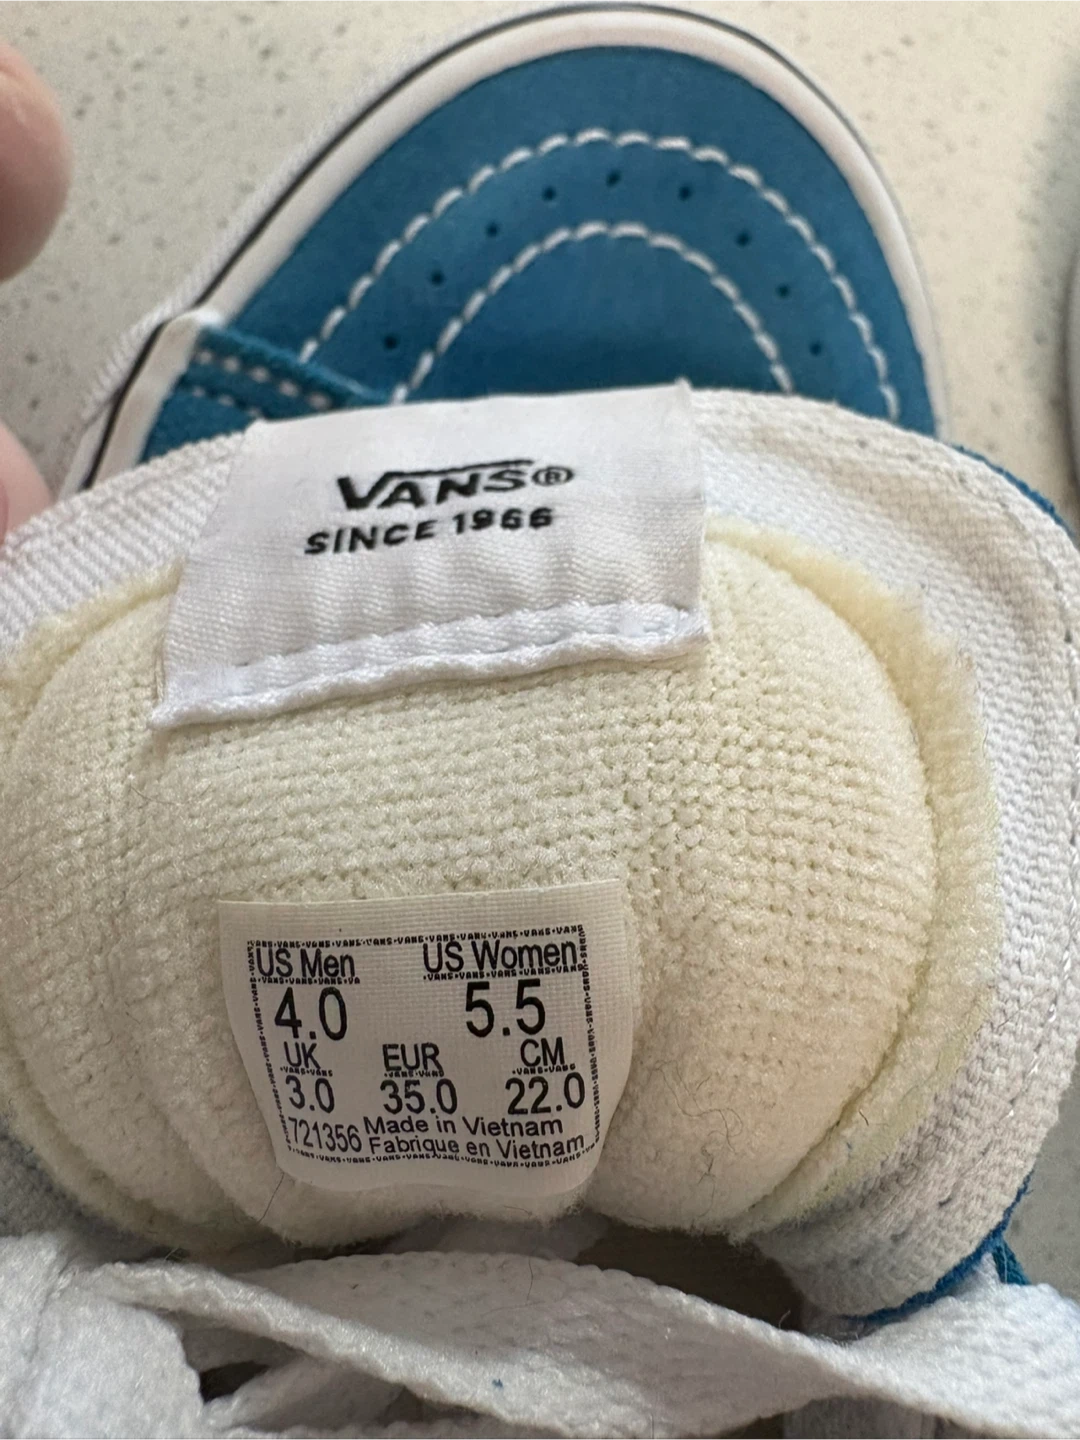 VANS®
SINCE 1966
US Men US Women
4.0 5.5
UK EUR CM
3.0 35.0 22.0
721356 Made in Vietnam
Fabrique en Vietnam